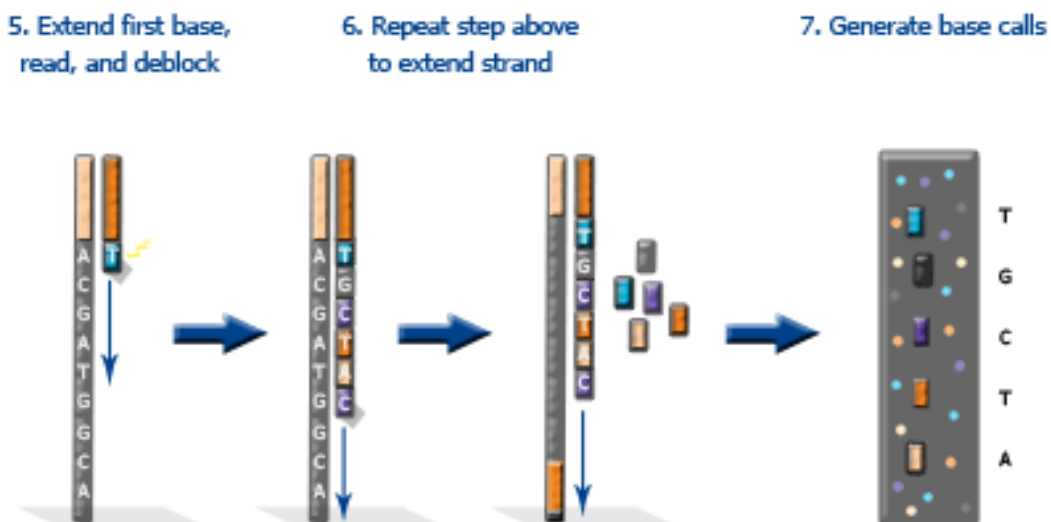 5. Extend first base,
read, and deblock
6. Repeat step above
to extend strand
7. Generate base calls
A
C
G
A
T
G
G
C
A
T
A
C
G
A
T
G
G
C
A
T
G
C
T
A
C
T
G
C
T
A
C
T
G
C
T
A